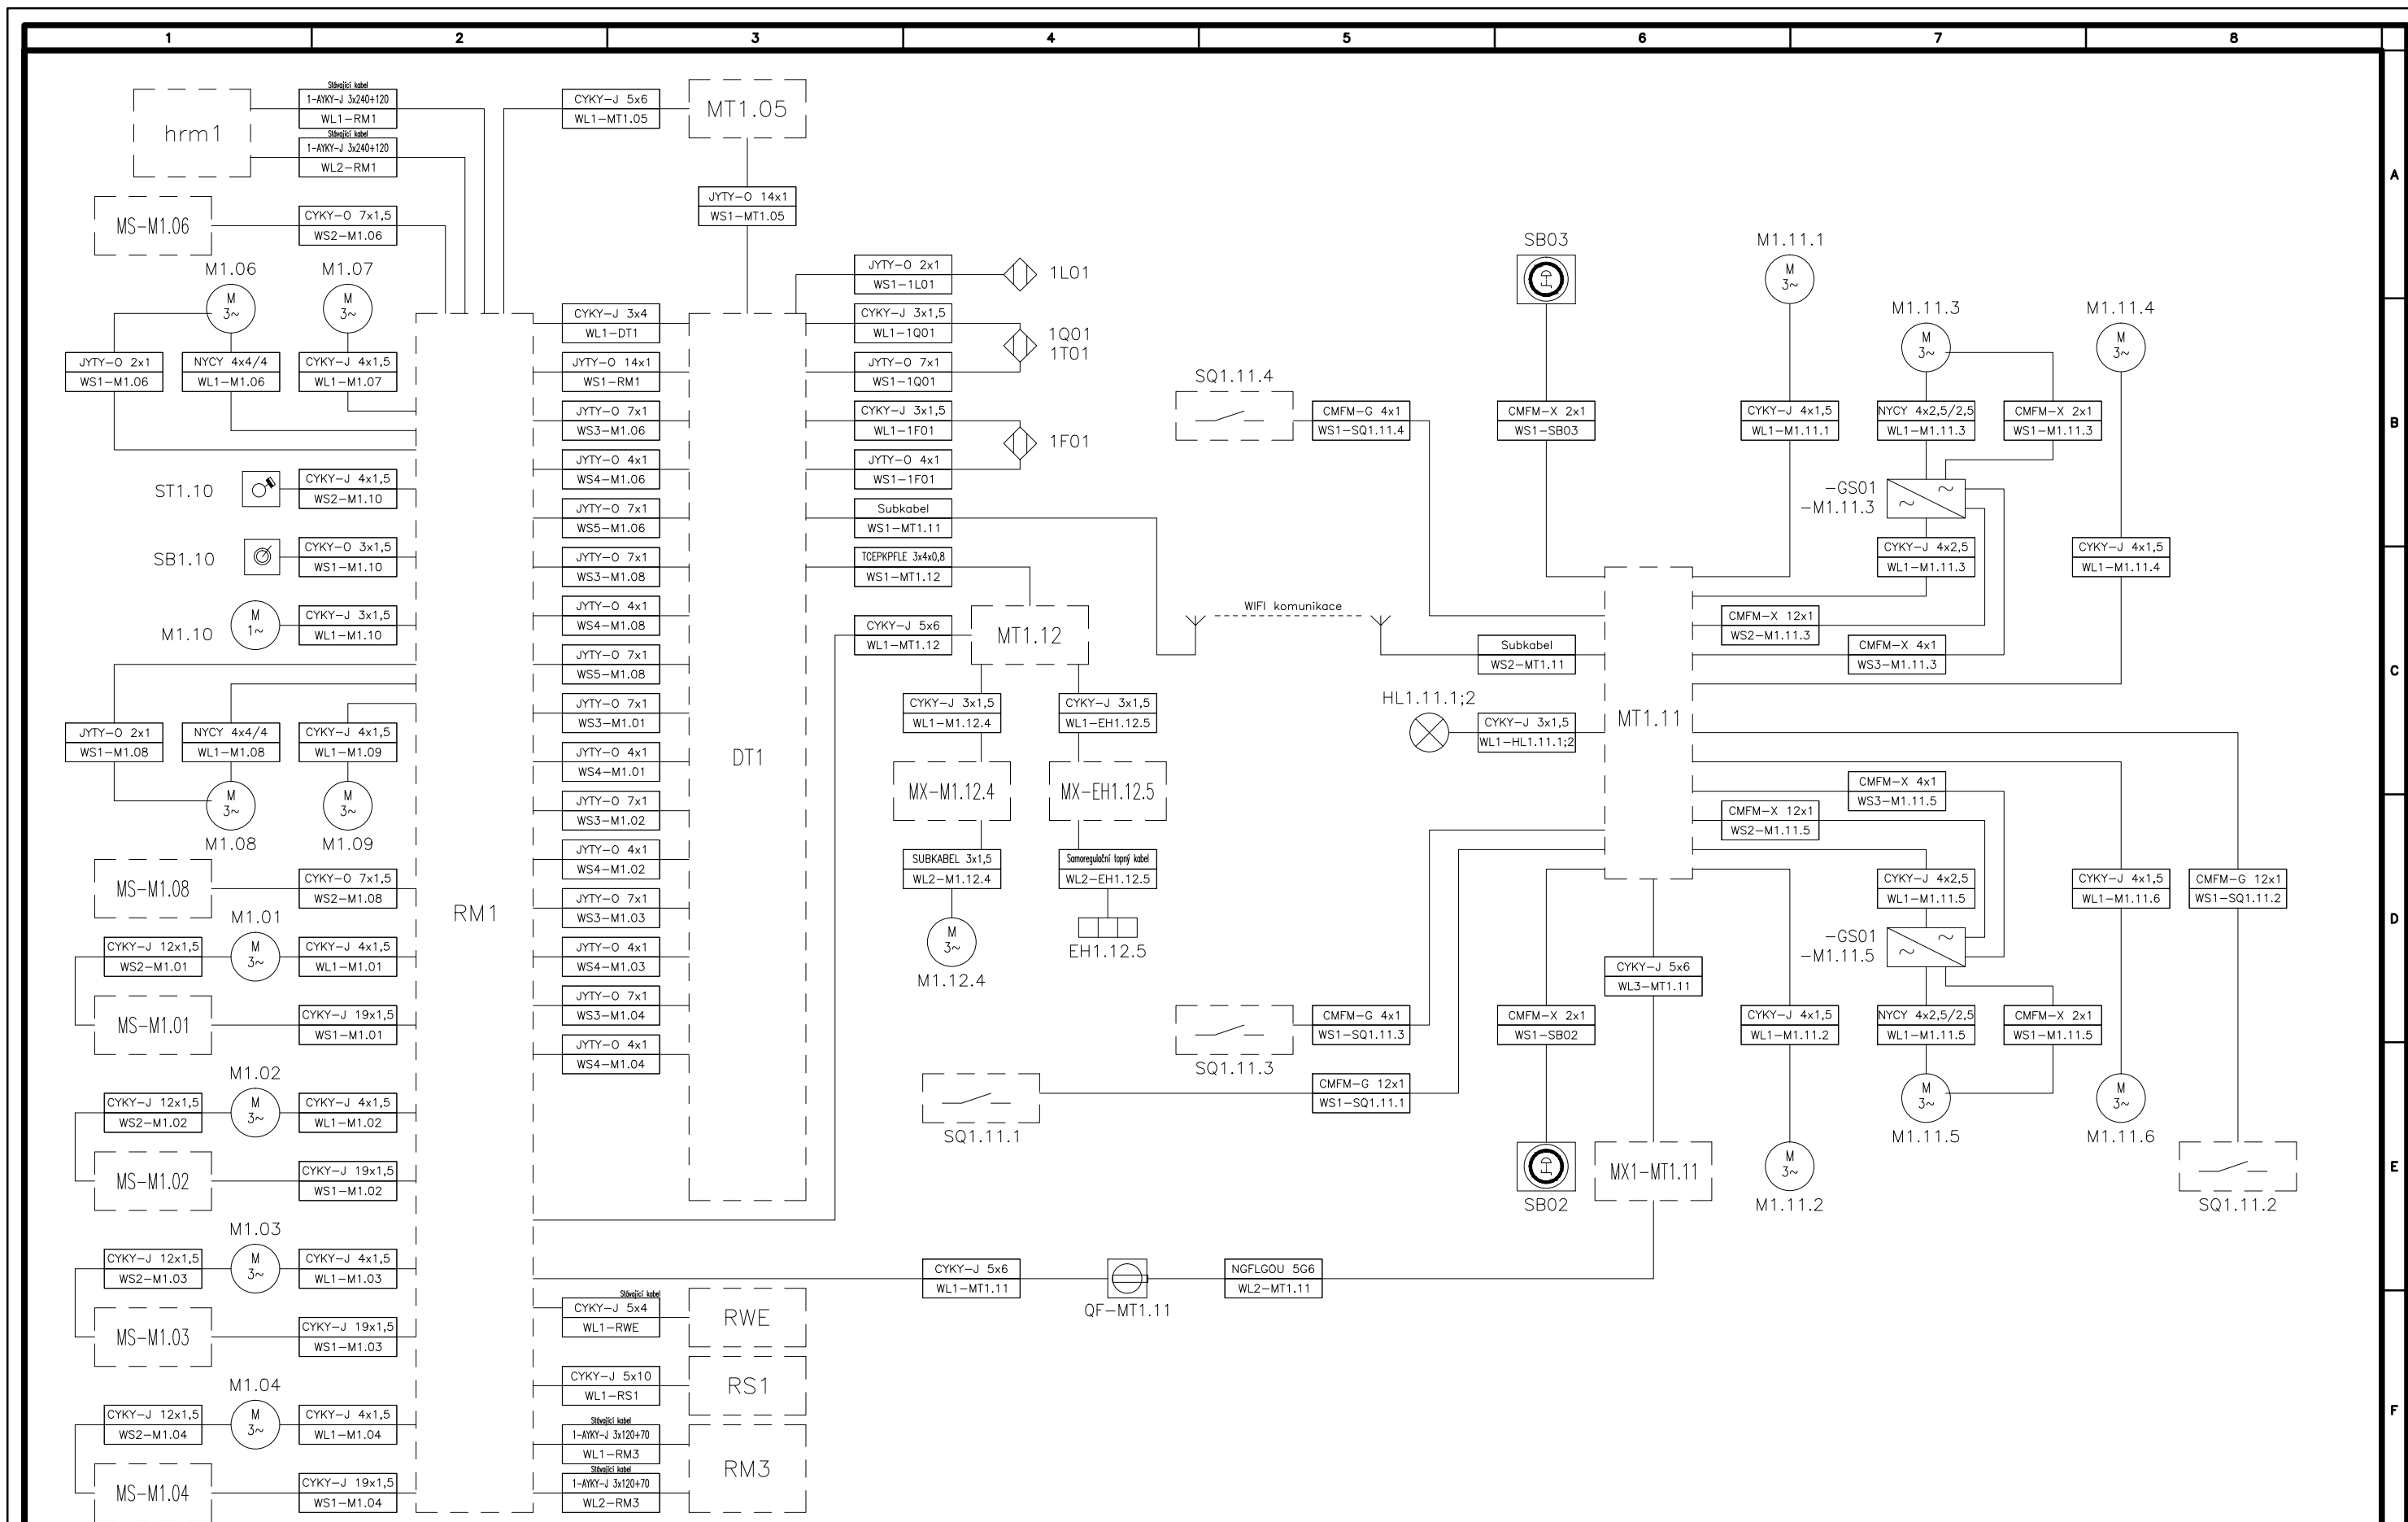 1 2 3 4 5 6 7 8
A
B
C
D
E
F
hrm1
Stávající kabel
1-AYKY-J 3x240+120
WL1-RM1
Stávající kabel
1-AYKY-J 3x240+120
WL2-RM1
MS-M1.06
CYKY-O 7x1,5
WS2-M1.06
M1.06
M
3~
M1.07
M
3~
JYTY-O 2x1
WS1-M1.06
NYCY 4x4/4
WL1-M1.06
CYKY-J 4x1,5
WL1-M1.07
ST1.10
CYKY-J 4x1,5
WS2-M1.10
SB1.10
CYKY-O 3x1,5
WS1-M1.10
M1.10
M
1~
CYKY-J 3x1,5
WL1-M1.10
JYTY-O 2x1
WS1-M1.08
NYCY 4x4/4
WL1-M1.08
CYKY-J 4x1,5
WL1-M1.09
M
3~
M1.08
M
3~
M1.09
MS-M1.08
CYKY-O 7x1,5
WS2-M1.08
M1.01
CYKY-J 12x1,5
WS2-M1.01
M
3~
CYKY-J 4x1,5
WL1-M1.01
MS-M1.01
CYKY-J 19x1,5
WS1-M1.01
M1.02
CYKY-J 12x1,5
WS2-M1.02
M
3~
CYKY-J 4x1,5
WL1-M1.02
MS-M1.02
CYKY-J 19x1,5
WS1-M1.02
M1.03
CYKY-J 12x1,5
WS2-M1.03
M
3~
CYKY-J 4x1,5
WL1-M1.03
MS-M1.03
CYKY-J 19x1,5
WS1-M1.03
M1.04
CYKY-J 12x1,5
WS2-M1.04
M
3~
CYKY-J 4x1,5
WL1-M1.04
MS-M1.04
CYKY-J 19x1,5
WS1-M1.04
RM1
CYKY-J 5x6
WL1-MT1.05
MT1.05
JYTY-O 14x1
WS1-MT1.05
CYKY-J 3x4
WL1-DT1
JYTY-O 14x1
WS1-RM1
JYTY-O 7x1
WS3-M1.06
JYTY-O 4x1
WS4-M1.06
JYTY-O 7x1
WS5-M1.06
JYTY-O 7x1
WS3-M1.08
JYTY-O 4x1
WS4-M1.08
JYTY-O 7x1
WS5-M1.08
JYTY-O 7x1
WS3-M1.01
JYTY-O 4x1
WS4-M1.01
JYTY-O 7x1
WS3-M1.02
JYTY-O 4x1
WS4-M1.02
JYTY-O 7x1
WS3-M1.03
JYTY-O 4x1
WS4-M1.03
JYTY-O 7x1
WS3-M1.04
JYTY-O 4x1
WS4-M1.04
DT1
Stávající kabel
CYKY-J 5x4
WL1-RWE
RWE
CYKY-J 5x10
WL1-RS1
RS1
Stávající kabel
1-AYKY-J 3x120+70
WL1-RM3
Stávající kabel
1-AYKY-J 3x120+70
WL2-RM3
RM3
JYTY-O 2x1
WS1-1L01
1L01
CYKY-J 3x1,5
WL1-1Q01
1Q01
1T01
JYTY-O 7x1
WS1-1Q01
CYKY-J 3x1,5
WL1-1F01
1F01
JYTY-O 4x1
WS1-1F01
Subkabel
WS1-MT1.11
TCEPKPFLE 3x4x0,8
WS1-MT1.12
CYKY-J 5x6
WL1-MT1.12
MT1.12
CYKY-J 3x1,5
WL1-M1.12.4
CYKY-J 3x1,5
WL1-EH1.12.5
MX-M1.12.4
MX-EH1.12.5
SUBKABEL 3x1,5
WL2-M1.12.4
Samoregulační topný kabel
WL2-EH1.12.5
M
3~
M1.12.4
EH1.12.5
WIFI komunikace
SQ1.11.4
CMFM-G 4x1
WS1-SQ1.11.4
SB03
CMFM-X 2x1
WS1-SB03
Subkabel
WS2-MT1.11
HL1.11.1;2
CYKY-J 3x1,5
WL1-HL1.11.1;2
MT1.11
SQ1.11.3
CMFM-G 4x1
WS1-SQ1.11.3
SQ1.11.1
CMFM-G 12x1
WS1-SQ1.11.1
CMFM-X 2x1
WS1-SB02
SB02
CYKY-J 5x6
WL3-MT1.11
MX1-MT1.11
CYKY-J 5x6
WL1-MT1.11
QF-MT1.11
NGFLGOU 5G6
WL2-MT1.11
M1.11.1
M
3~
CYKY-J 4x1,5
WL1-M1.11.1
M1.11.3
M
3~
NYCY 4x2,5/2,5
WL1-M1.11.3
CMFM-X 2x1
WS1-M1.11.3
-GS01
-M1.11.3
~
~
CYKY-J 4x2,5
WL1-M1.11.3
M1.11.4
M
3~
CYKY-J 4x1,5
WL1-M1.11.4
CMFM-X 12x1
WS2-M1.11.3
CMFM-X 4x1
WS3-M1.11.3
CMFM-X 4x1
WS3-M1.11.5
CMFM-X 12x1
WS2-M1.11.5
CYKY-J 4x2,5
WL1-M1.11.5
CYKY-J 4x1,5
WL1-M1.11.6
CMFM-G 12x1
WS1-SQ1.11.2
-GS01
-M1.11.5
~
~
CYKY-J 4x1,5
WL1-M1.11.2
NYCY 4x2,5/2,5
WL1-M1.11.5
CMFM-X 2x1
WS1-M1.11.5
M
3~
M1.11.2
M
3~
M1.11.5
M
3~
M1.11.6
SQ1.11.2